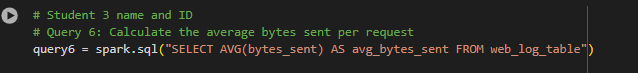 # Student 3 name and ID
# Query 6: Calculate the average bytes sent per request
query6 = spark.sql("SELECT AVG(bytes_sent) AS avg_bytes_sent FROM web_log_table")